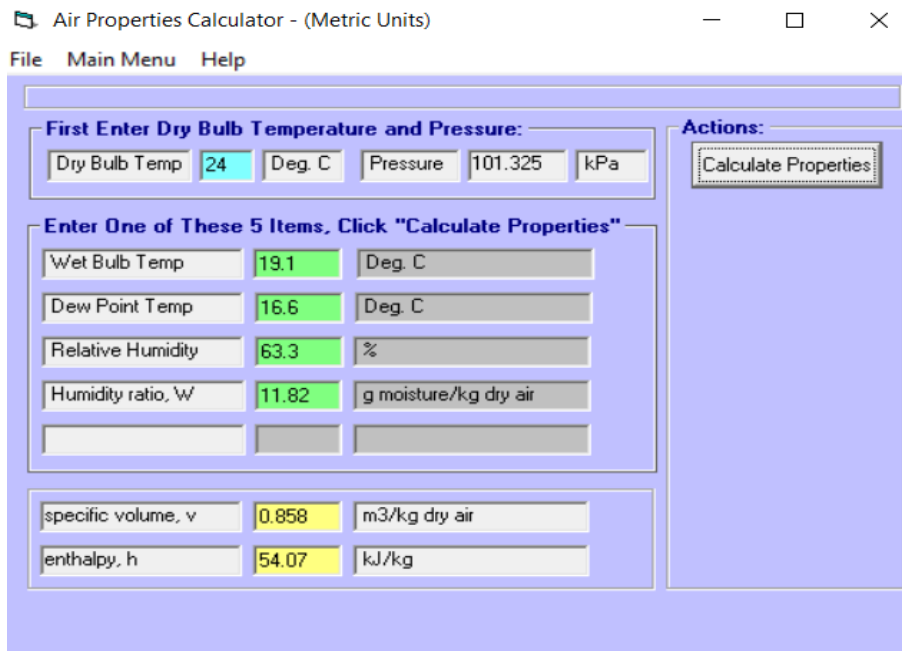 Air Properties Calculator - (Metric Units)
File Main Menu Help
First Enter Dry Bulb Temperature and Pressure:
Dry Bulb Temp 24 Deg. C Pressure 101.325 kPa
Actions:
Calculate Properties
Enter One of These 5 Items, Click "Calculate Properties"
Wet Bulb Temp 19.1 Deg. C
Dew Point Temp 16.6 Deg. C
Relative Humidity 63.3 %
Humidity ratio, W 11.82 g moisture/kg dry air
specific volume, v 0.858 m3/kg dry air
enthalpy, h 54.07 kJ/kg